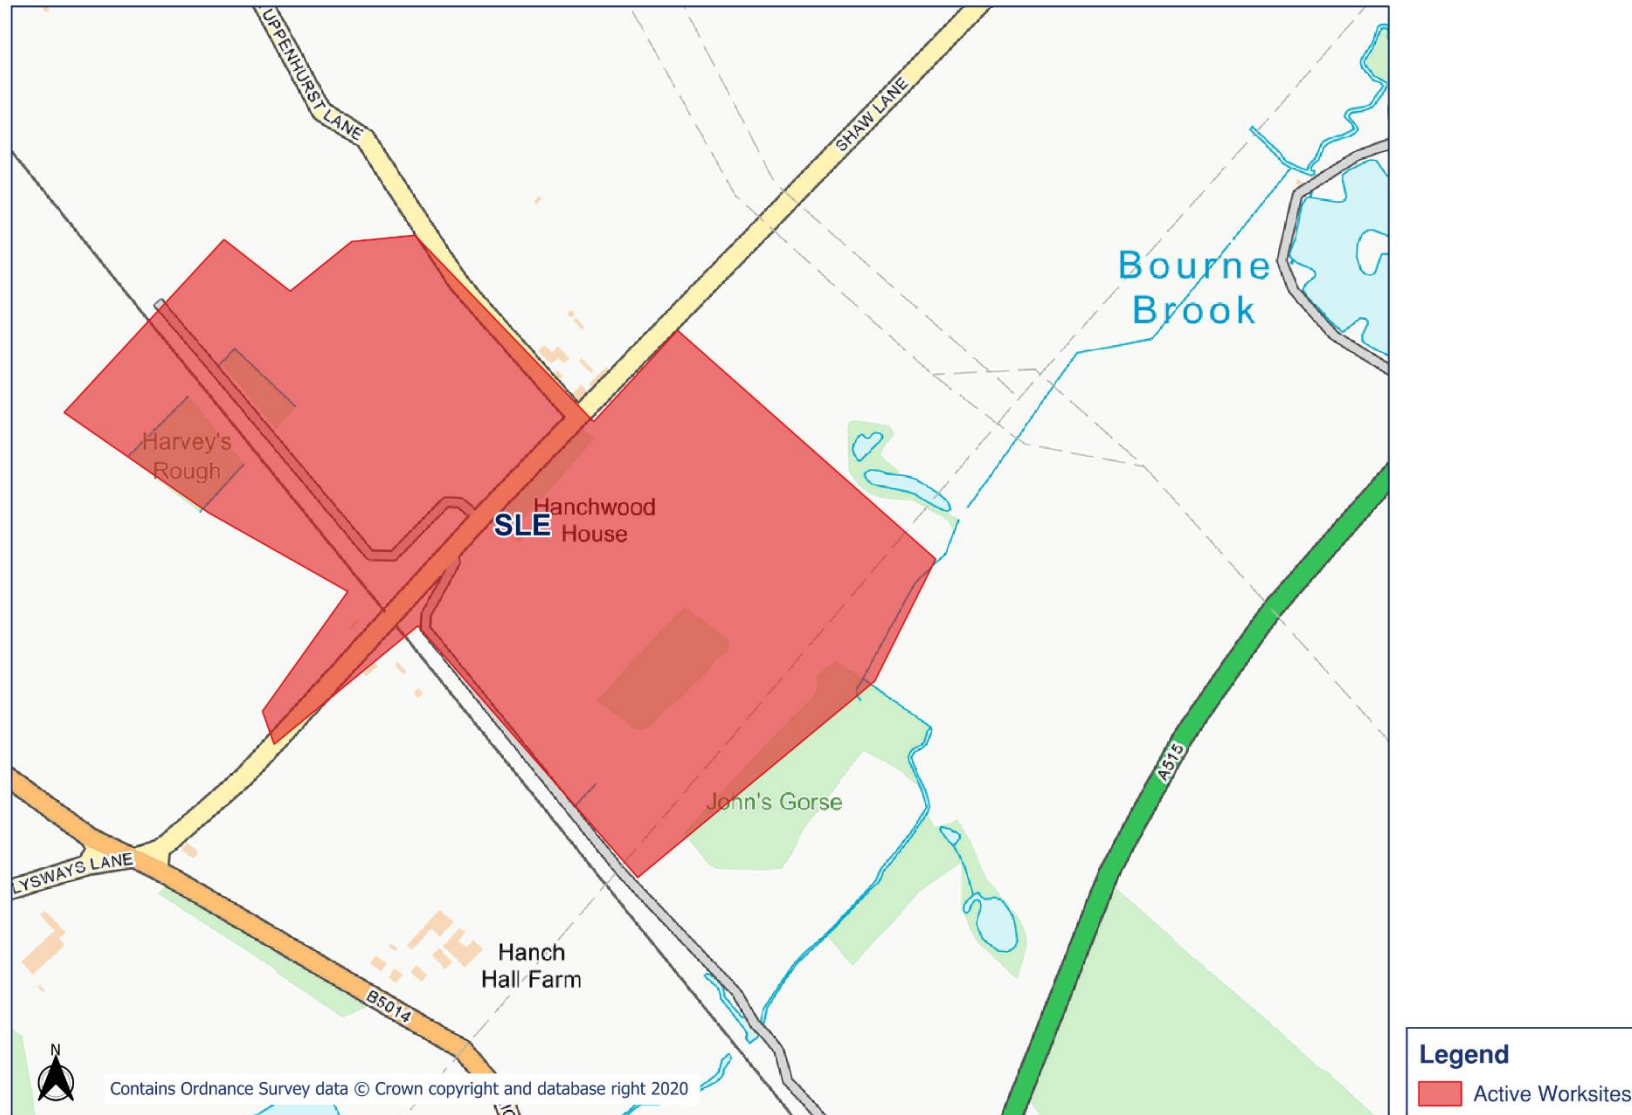 UPPENHURST LANE
SHAW LANE
Bourne
Brook
Harvey's
Rough
Hanchwood
House
SLE
John's Gorse
A515
LYSWAYS LANE
Hanch
Hall Farm
B5014
N
Contains Ordnance Survey data © Crown copyright and database right 2020
Legend
Active Worksites